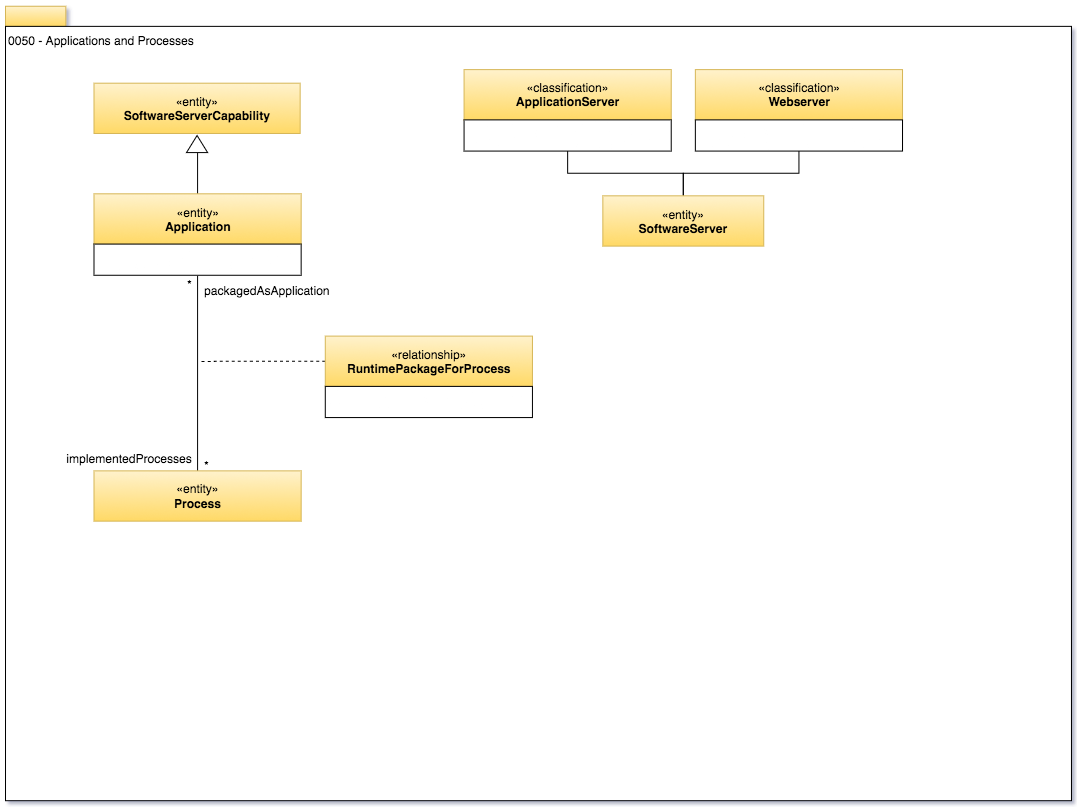 0050 - Applications and Processes
«entity»
SoftwareServerCapability
«classification»
ApplicationServer
«classification»
Webserver
«entity»
Application
«entity»
SoftwareServer
*
packagedAsApplication
«relationship»
RuntimePackageForProcess
implementedProcesses
*
«entity»
Process